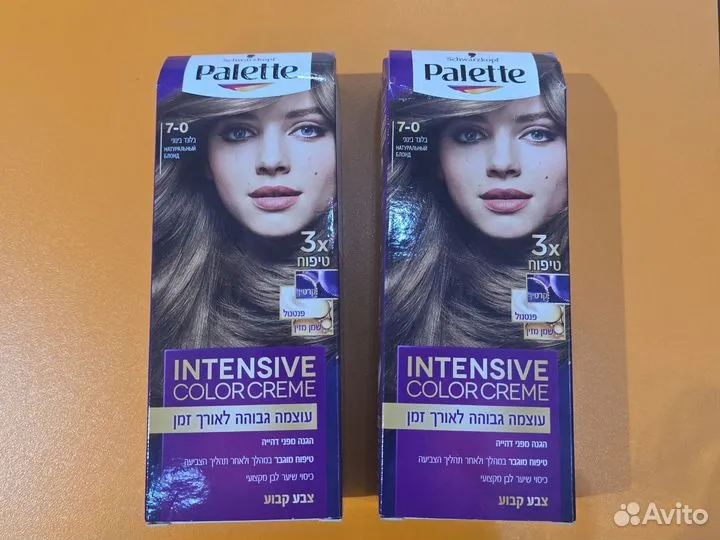 Schwarzkopf
Palette
7-0
בלונד בינוני
НАТУРАЛЬНЫЙ
БЛОНД
3x
טיפוח
קרטין
פנטנול
שמן מזין
INTENSIVE
COLOR CREME
עוצמה גבוהה לאורך זמן
הגנה מפני דהייה
טיפוח מוגבר במהלך ולאחר תהליך הצביעה
כיסוי שיער לבן מקצועי
צבע קבוע
Schwarzkopf
Palette
7-0
בלונד בינוני
НАТУРАЛЬНЫЙ
БЛОНД
3x
טיפוח
קרטין
פנטנול
שמן מזין
INTENSIVE
COLOR CREME
עוצמה גבוהה לאורך זמן
הגנה מפני דהייה
טיפוח מוגבר במהלך ולאחר תהליך הצביעה
כיסוי שיער לבן מקצועי
צבע קבוע
Avito